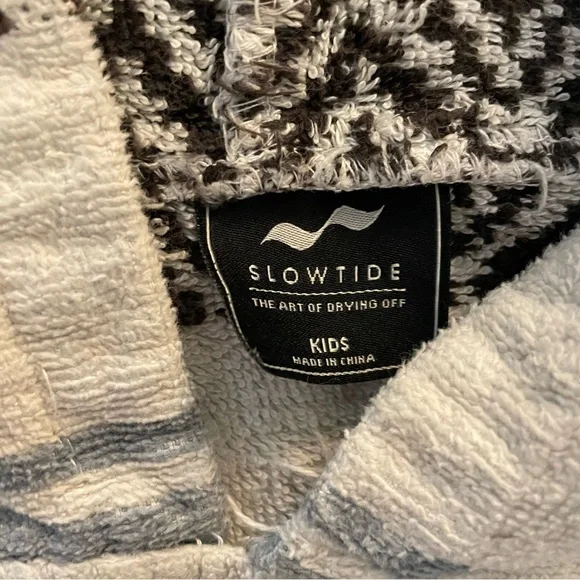 SLOWTIDE
THE ART OF DRYING OFF
KIDS
MADE IN CHINA